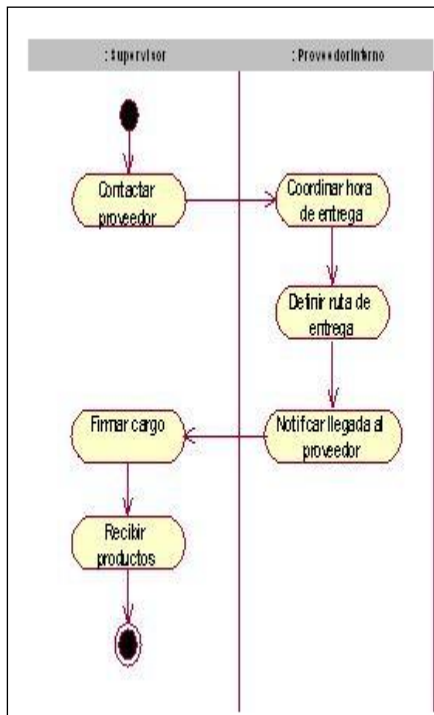 : Supervisor
: ProveedorInterno
Contactar
proveedor
Coordinar hora
de entrega
Definir ruta de
entrega
Notifcar llegada al
proveedor
Firmar cargo
Recibir
productos